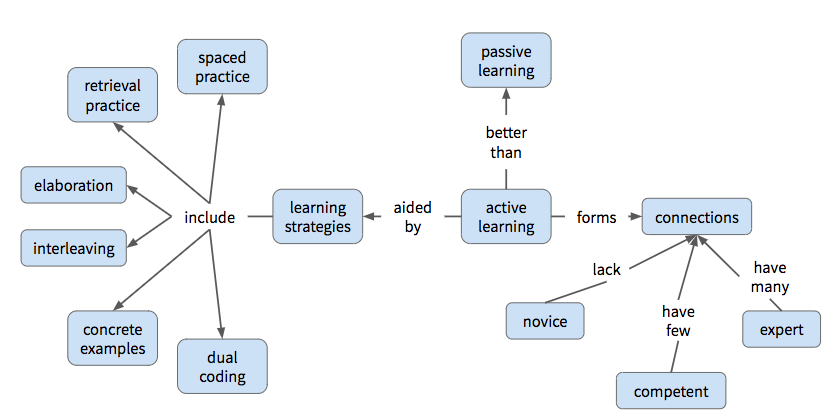 spaced
practice
retrieval
practice
elaboration
include
interleaving
concrete
examples
dual
coding
learning
strategies
aided
by
active
learning
better
than
passive
learning
forms
connections
lack
novice
have
few
competent
have
many
expert